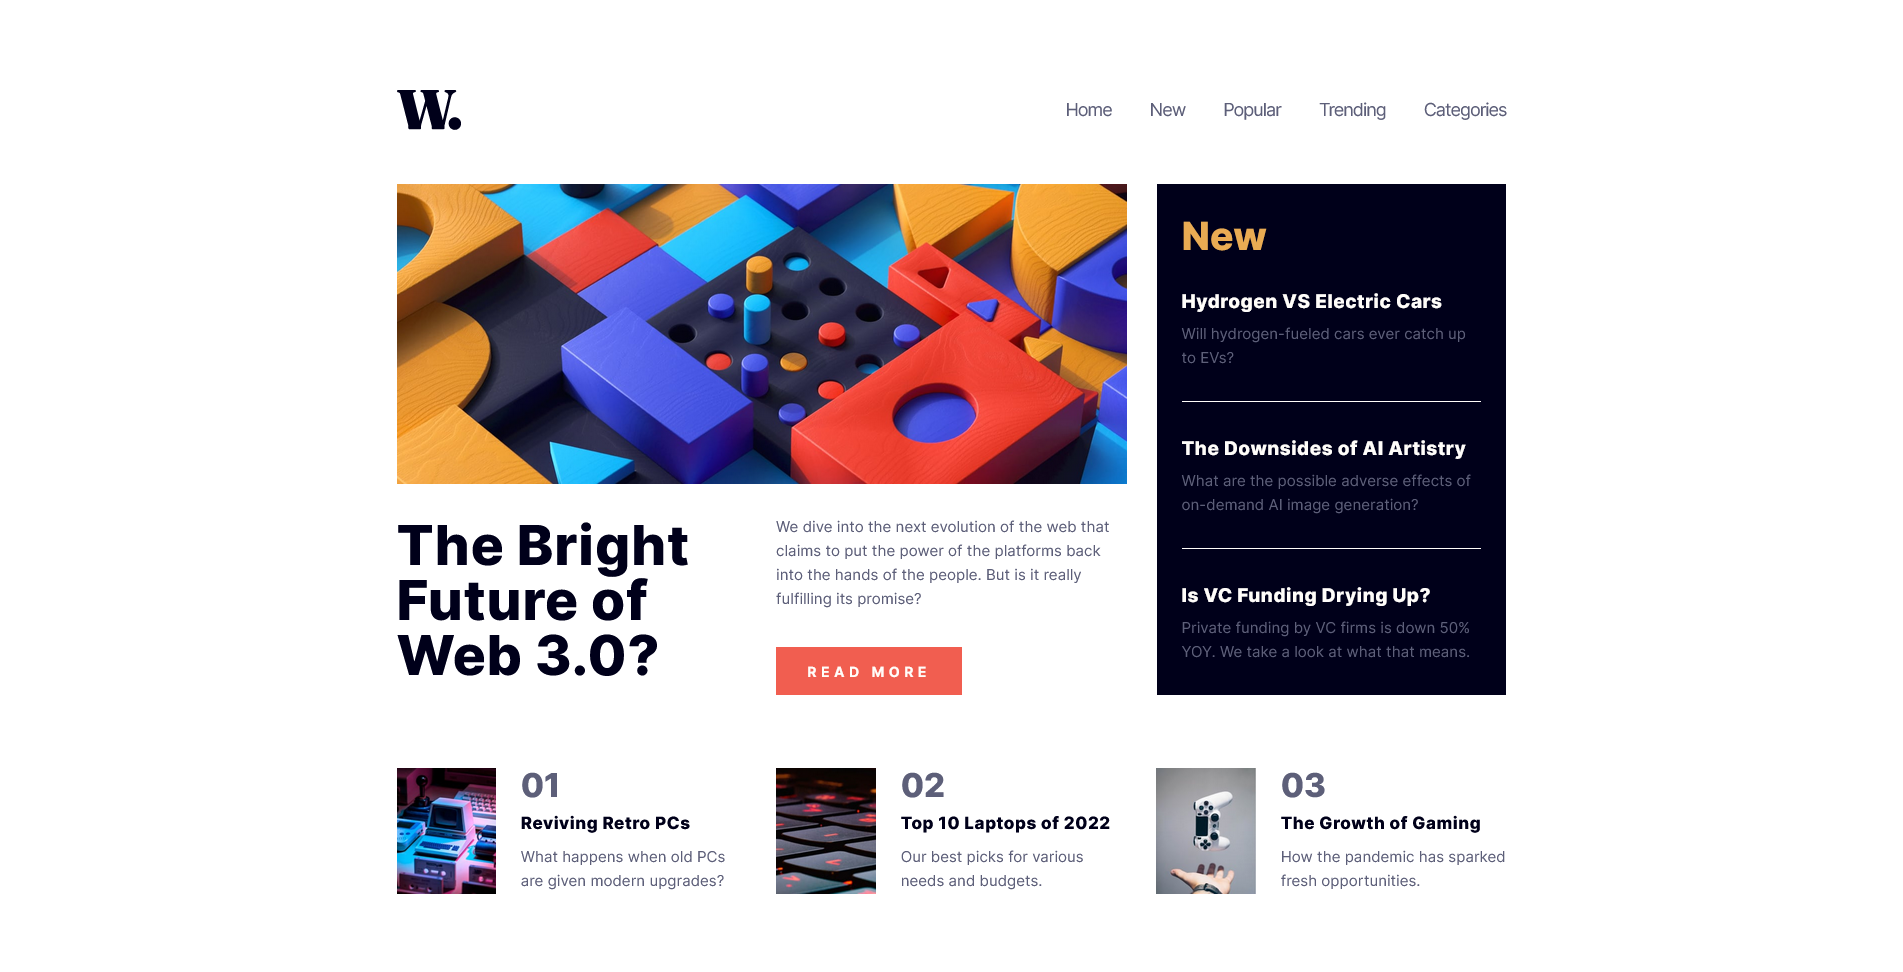 W.
Home New Popular Trending Categories
New
Hydrogen VS Electric Cars
Will hydrogen-fueled cars ever catch up
to EVs?
The Downsides of AI Artistry
What are the possible adverse effects of
on-demand AI image generation?
Is VC Funding Drying Up?
Private funding by VC firms is down 50%
YOY. We take a look at what that means.
The Bright
Future of
Web 3.0?
We dive into the next evolution of the web that
claims to put the power of the platforms back
into the hands of the people. But is it really
fulfilling its promise?
READ MORE
01
Reviving Retro PCs
What happens when old PCs
are given modern upgrades?
02
Top 10 Laptops of 2022
Our best picks for various
needs and budgets.
03
The Growth of Gaming
How the pandemic has sparked
fresh opportunities.